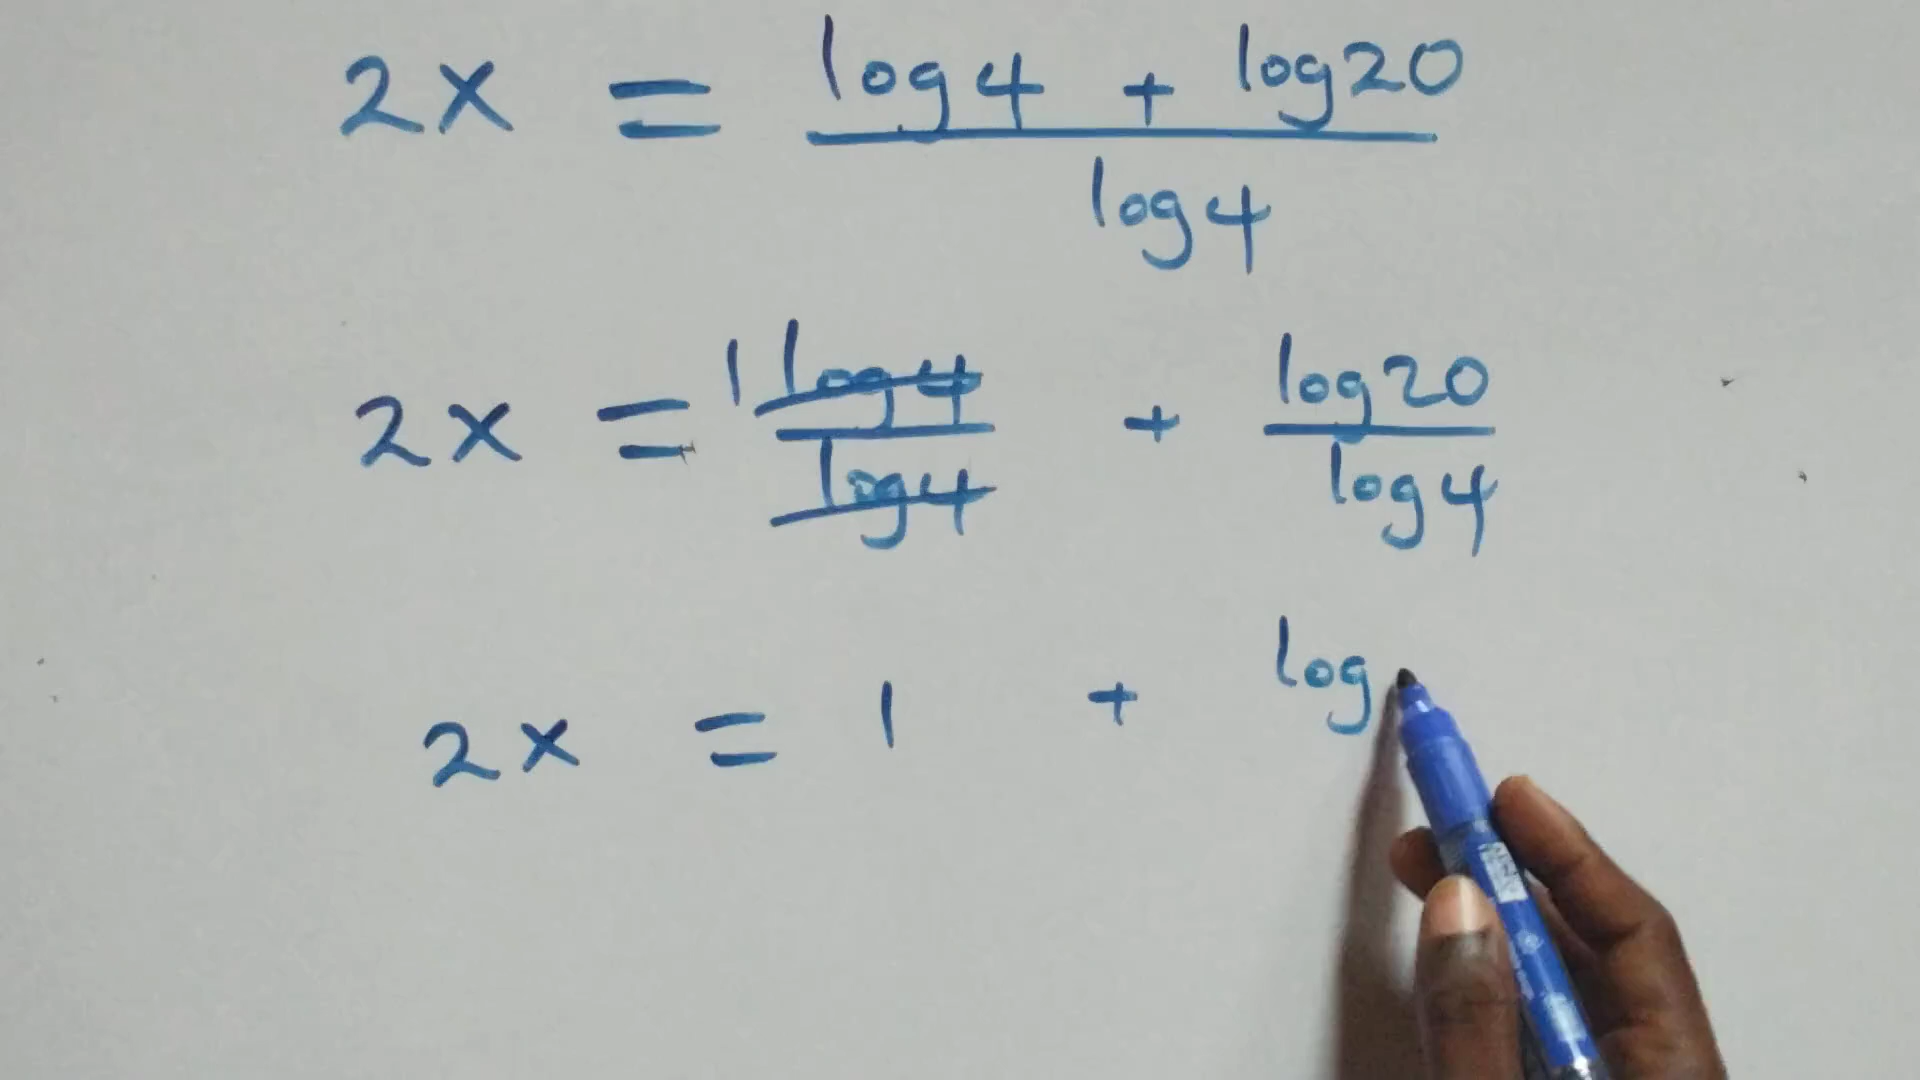 2x = (log4 + log20) / log4
2x = 1 log4 / log4 + log20 / log4
2x = 1 + log